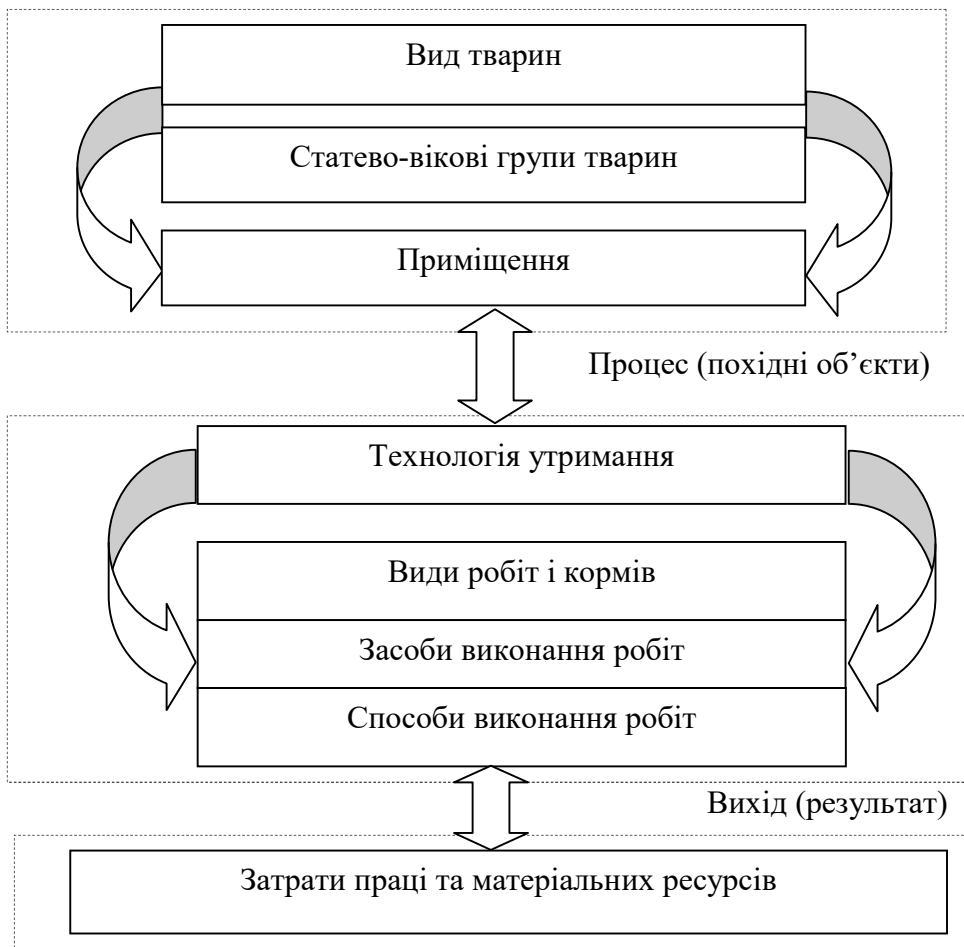 Вид тварин
Статево-вікові групи тварин
Приміщення
Процес (похідні об’єкти)
Технологія утримання
Види робіт і кормів
Засоби виконання робіт
Способи виконання робіт
Вихід (результат)
Затрати праці та матеріальних ресурсів